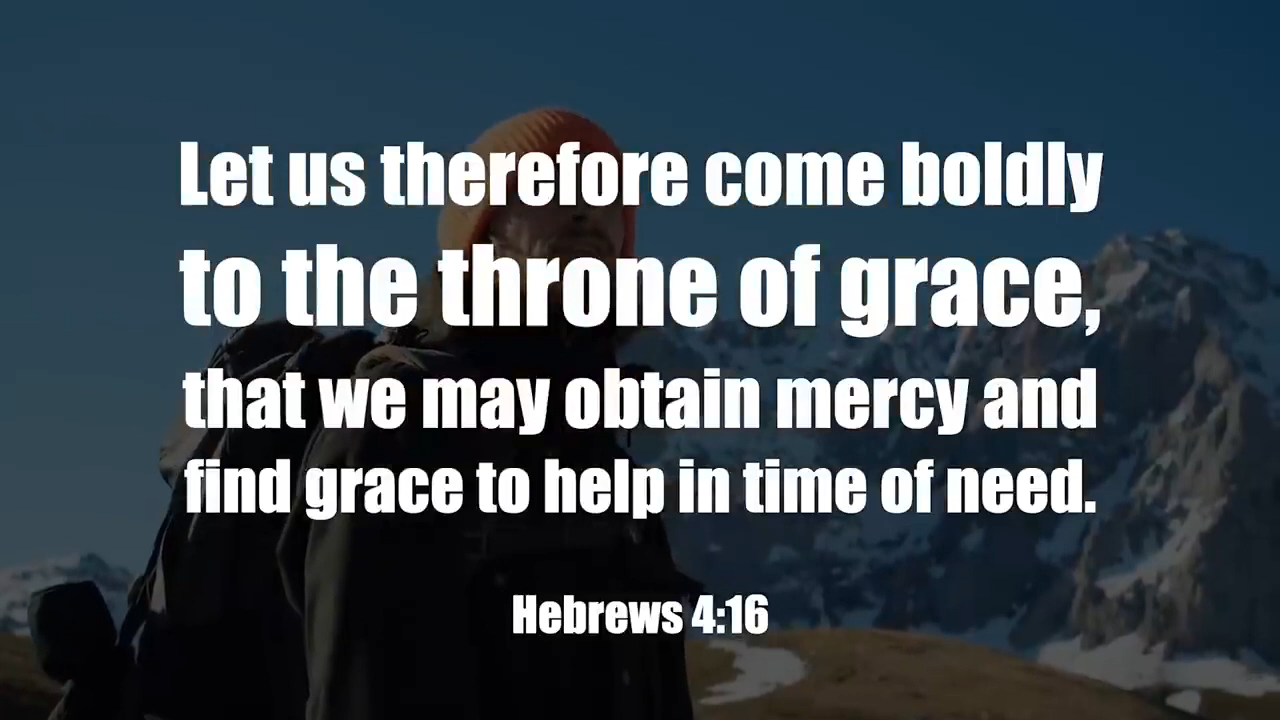 Let us therefore come boldly
to the throne of grace,
that we may obtain mercy and
find grace to help in time of need.
Hebrews 4:16